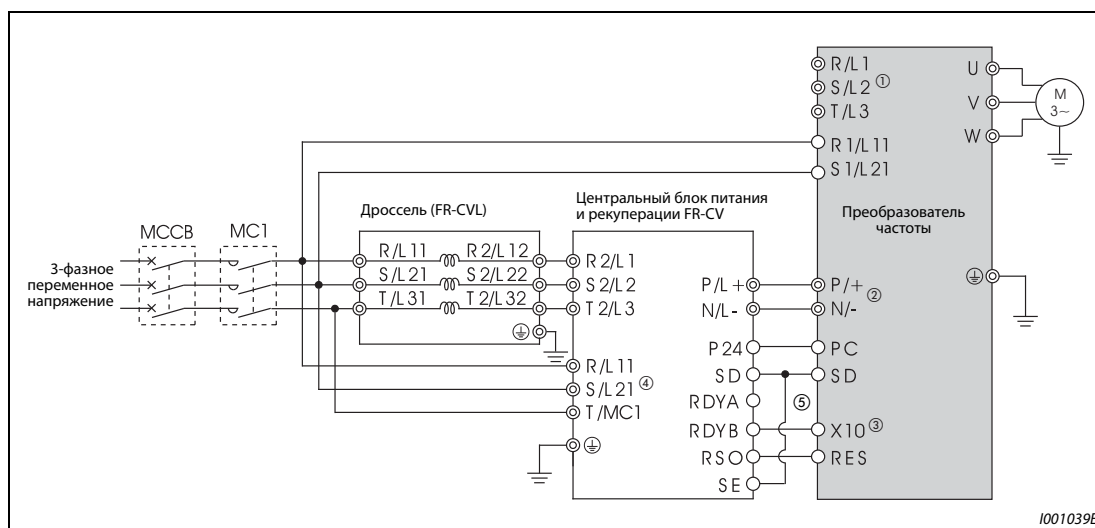 R/L1
S/L2 ①
T/L3
R1/L11
S1/L21
U
V
W
M
3~
Преобразователь
частоты
Центральный блок питания
и рекуперации FR-CV
Дроссель (FR-CVL)
MCCB
MC1
3-фазное
переменное
напряжение
R/L11 R2/L12
S/L21 S2/L22
T/L31 T2/L32
R2/L1
S2/L2
T2/L3
R/L11
S/L21 ④
T/MC1
P/L+
N/L-
P24
SD
RDYA
RDYB
RSO
SE
P/+
N/- ②
PC
SD
⑤
X10 ③
RES
I001039E